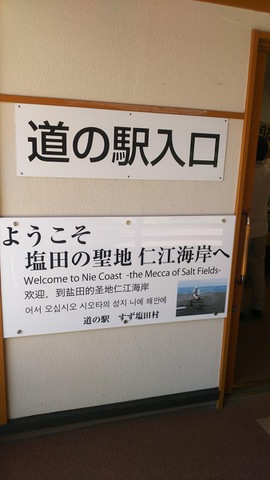 道の駅入口
ようこそ
塩田の聖地 仁江海岸へ
Welcome to Nie Coast -the Mecca of Salt Fields-
欢迎，到盐田的圣地仁江海岸
어서 오십시오 시오타의 성지 니에 해안에
道の駅 すず塩田村